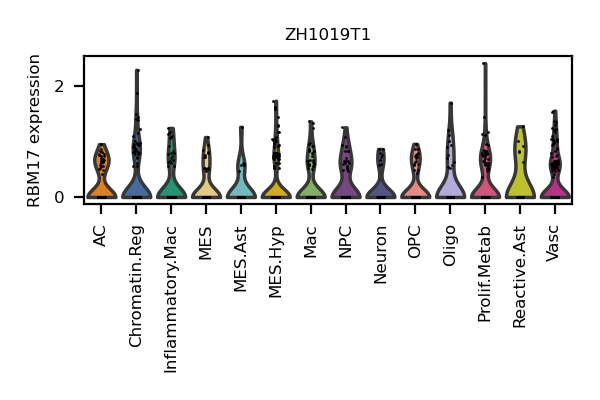 ZH1019T1
RBM17 expression
2
0
AC
Chromatin.Reg
Inflammatory.Mac
MES
MES.Ast
MES.Hyp
Mac
NPC
Neuron
OPC
Oligo
Prolif.Metab
Reactive.Ast
Vasc